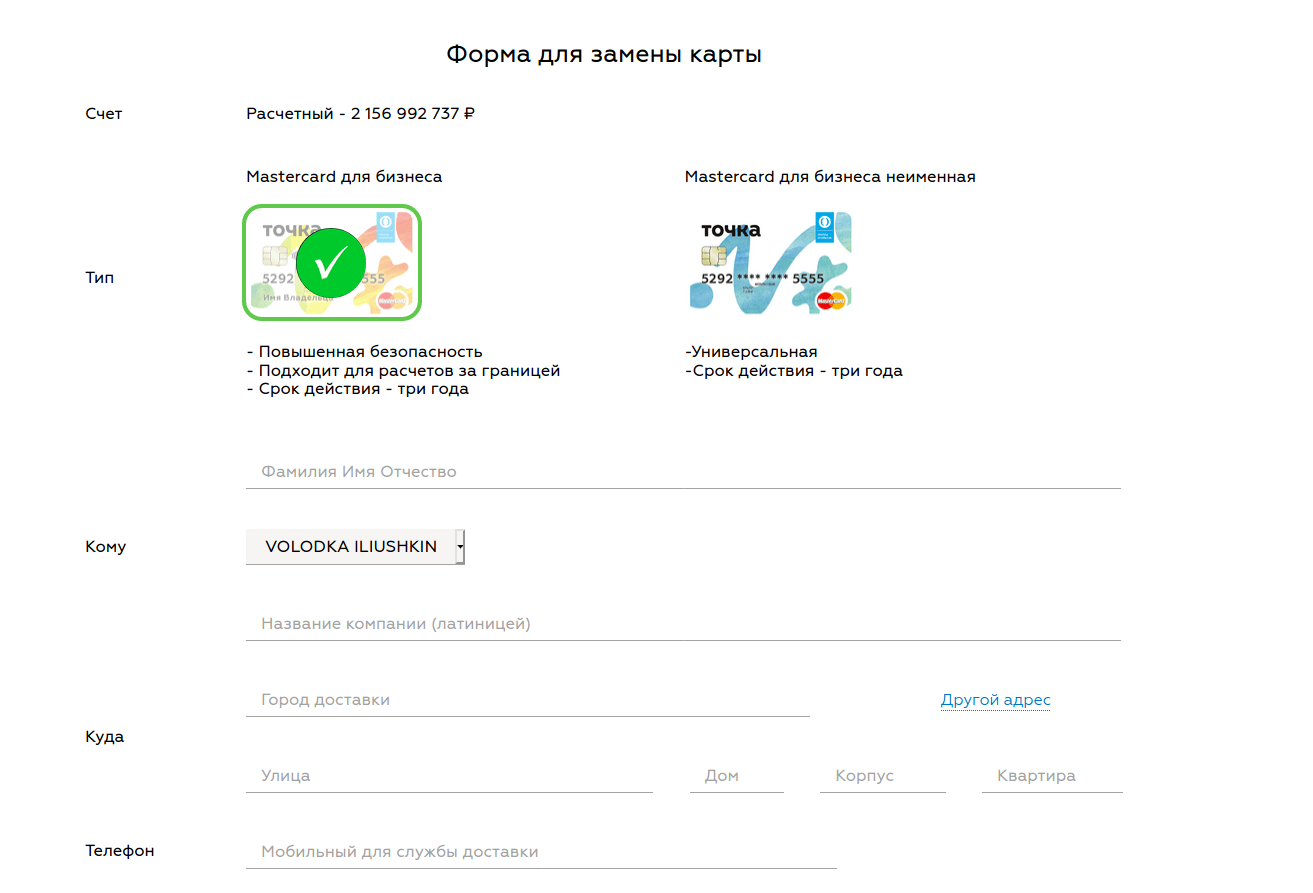 Форма для замены карты
Счет
Расчетный - 2 156 992 737 ₽
Mastercard для бизнеса
Mastercard для бизнеса неименная
Тип
точка
5292
555
Имя Владельца
MasterCard
точка
5292 **** **** 5555
MasterCard
- Повышенная безопасность
- Подходит для расчетов за границей
- Срок действия - три года
-Универсальная
-Срок действия - три года
Фамилия Имя Отчество
Кому
VOLODKA ILIUSHKIN
Название компании (латиницей)
Город доставки
Другой адрес
Куда
Улица
Дом
Корпус
Квартира
Телефон
Мобильный для службы доставки